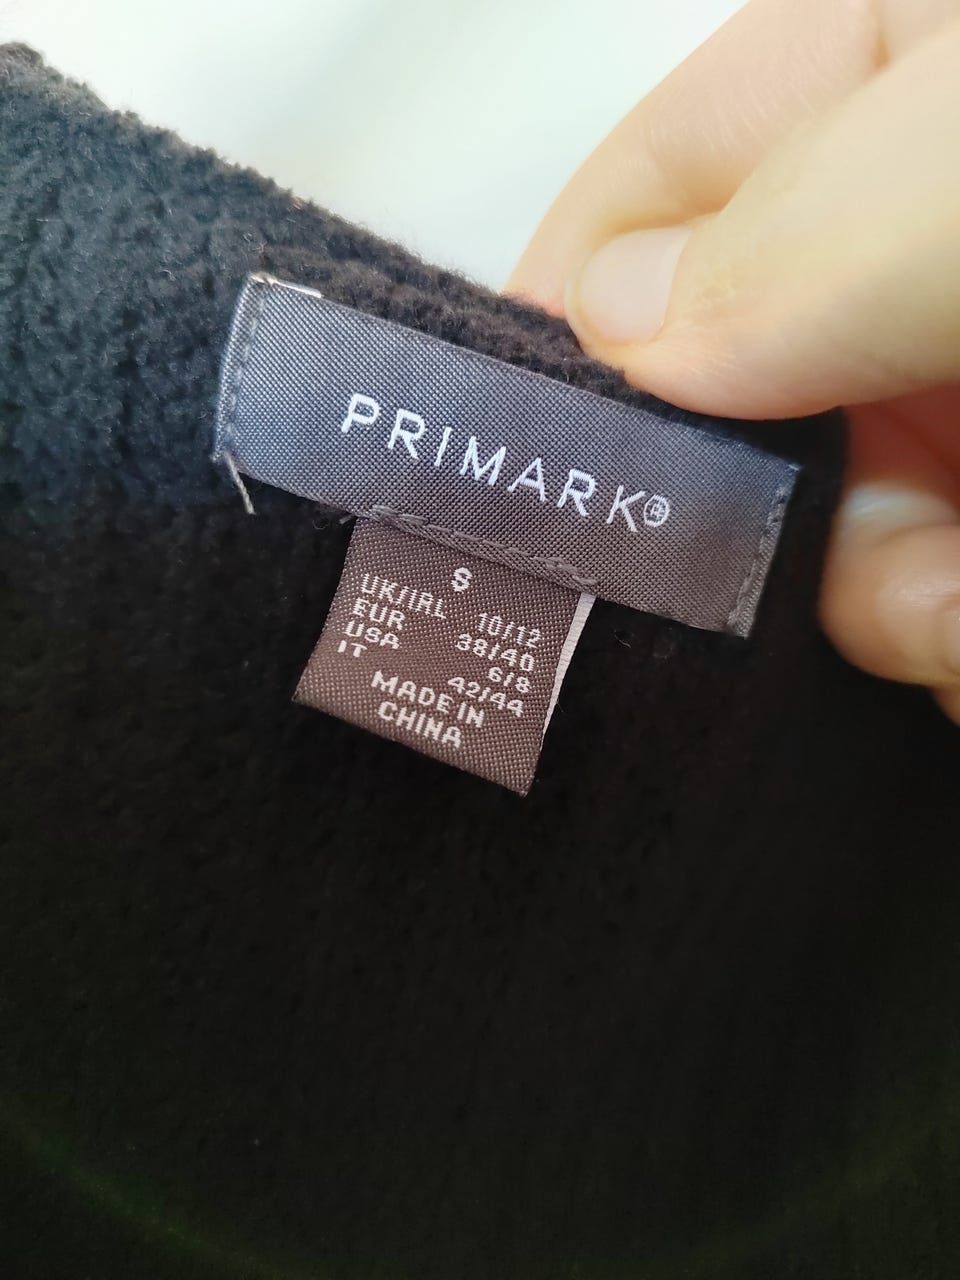 PRIMARK®
S
UK/IRL 10/12
EUR 38/40
USA 6/8
IT 42/44
MADE IN
CHINA